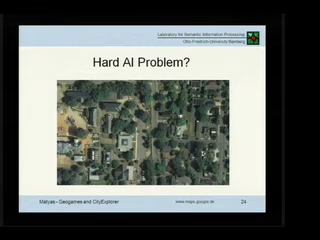 Laboratory for Semantic Information Processing
Otto-Friedrich-University Bamberg
Hard AI Problem?
Matyas - Geogames and CityExplorer
www.maps.google.de
24